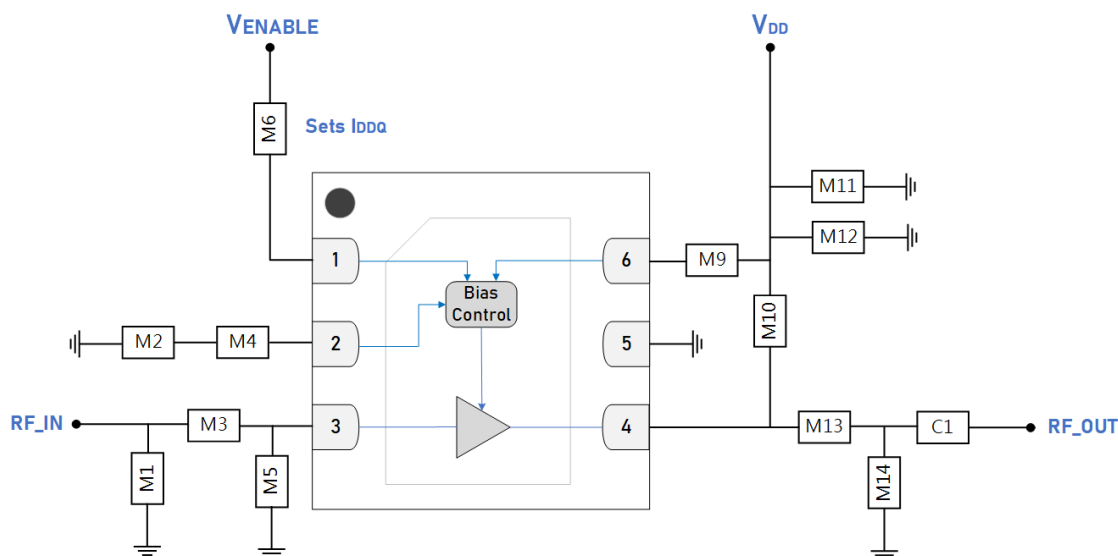 VENABLE
VDD
M6
Sets IDDQ
M11
M12
1
6
M9
Bias
Control
M10
M2
M4
2
5
RF_IN
M3
3
4
M13
C1
RF_OUT
M1
M5
M14